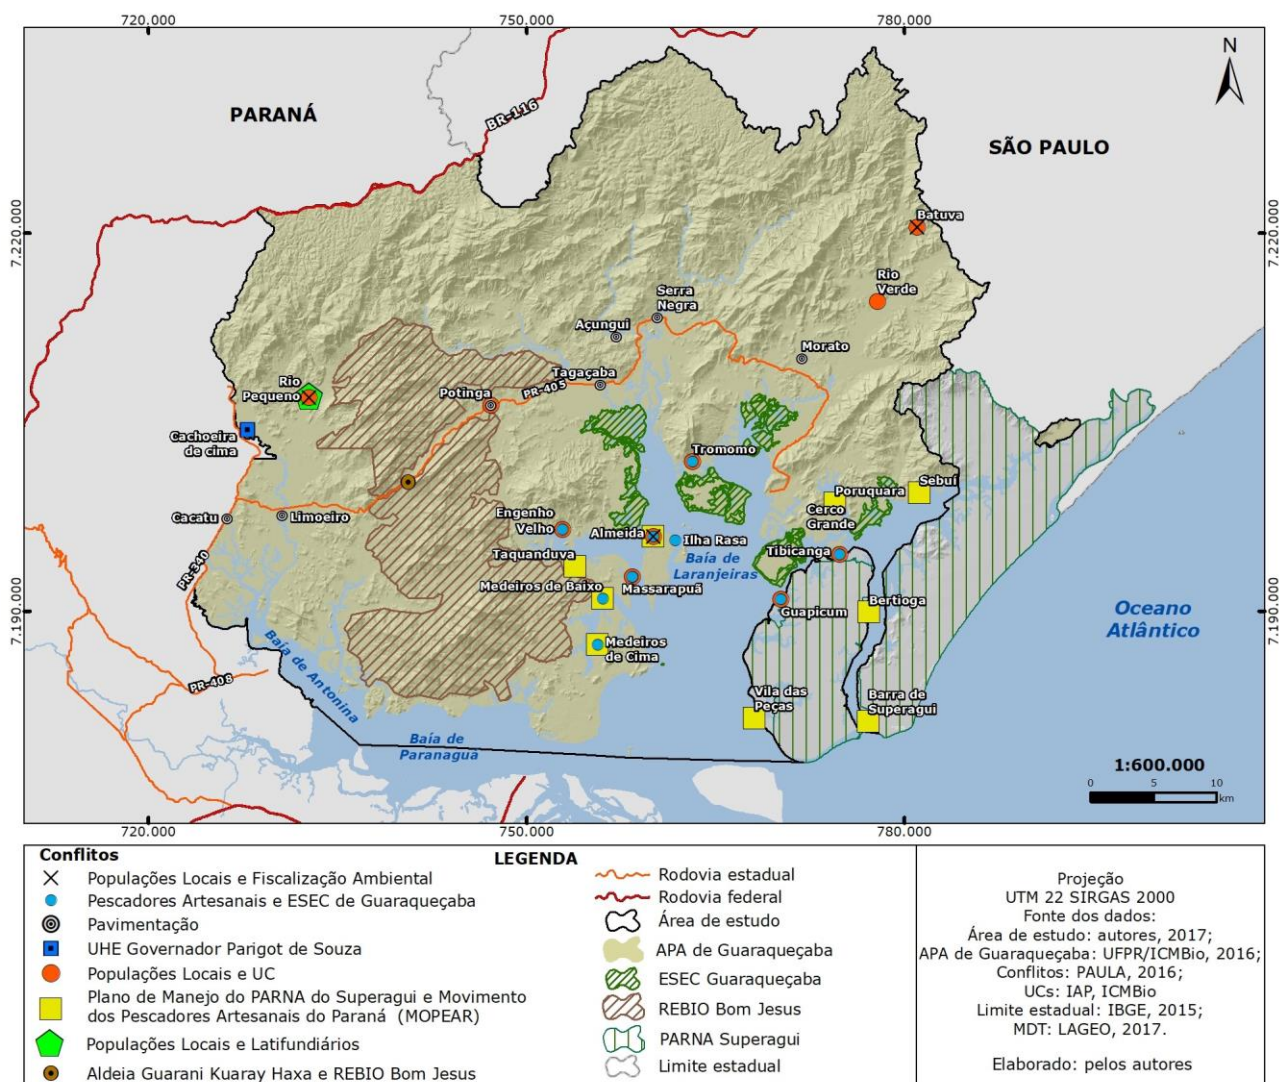 720.000
750.000
780.000
N
PARANÁ
BR-116
SÃO PAULO
7.220.000
7.220.000
Batuva
Rio
Verde
Serra
Negra
Açungui
Morato
Tagaçaba
PR-405
Rio
Pequeno
Potinga
Cachoeira
de cima
Tromomo
Sebuí
Poruquara
Cerco
Grande
Engenho
Velho
Almeida
Ilha Rasa
Cacatu
Limoeiro
Taquanduva
Baía de
Laranjeiras
Tibicanga
PR-340
Medeiros de Baixo
Massarapuã
Guapicum
Bertioga
7.190.000
7.190.000
Oceano
Atlântico
Medeiros
de Cima
Baía de Antonina
PR-408
Vila das
Peças
Barra de
Superagui
Baía de
Paranaguá
1:600.000
0 5 10
km
720.000
750.000
780.000
LEGENDA
Conflitos
Populações Locais e Fiscalização Ambiental
Pescadores Artesanais e ESEC de Guaraqueçaba
Pavimentação
UHE Governador Parigot de Souza
Populações Locais e UC
Plano de Manejo do PARNA do Superagui e Movimento
dos Pescadores Artesanais do Paraná (MOPEAR)
Populações Locais e Latifundiários
Aldeia Guarani Kuaray Haxa e REBIO Bom Jesus
Rodovia estadual
Rodovia federal
Área de estudo
APA de Guaraqueçaba
ESEC Guaraqueçaba
REBIO Bom Jesus
PARNA Superagui
Limite estadual
Projeção
UTM 22 SIRGAS 2000
Fonte dos dados:
Área de estudo: autores, 2017;
APA de Guaraqueçaba: UFPR/ICMBio, 2016;
Conflitos: PAULA, 2016;
UCs: IAP, ICMBio
Limite estadual: IBGE, 2015;
MDT: LAGEO, 2017.
Elaborado: pelos autores